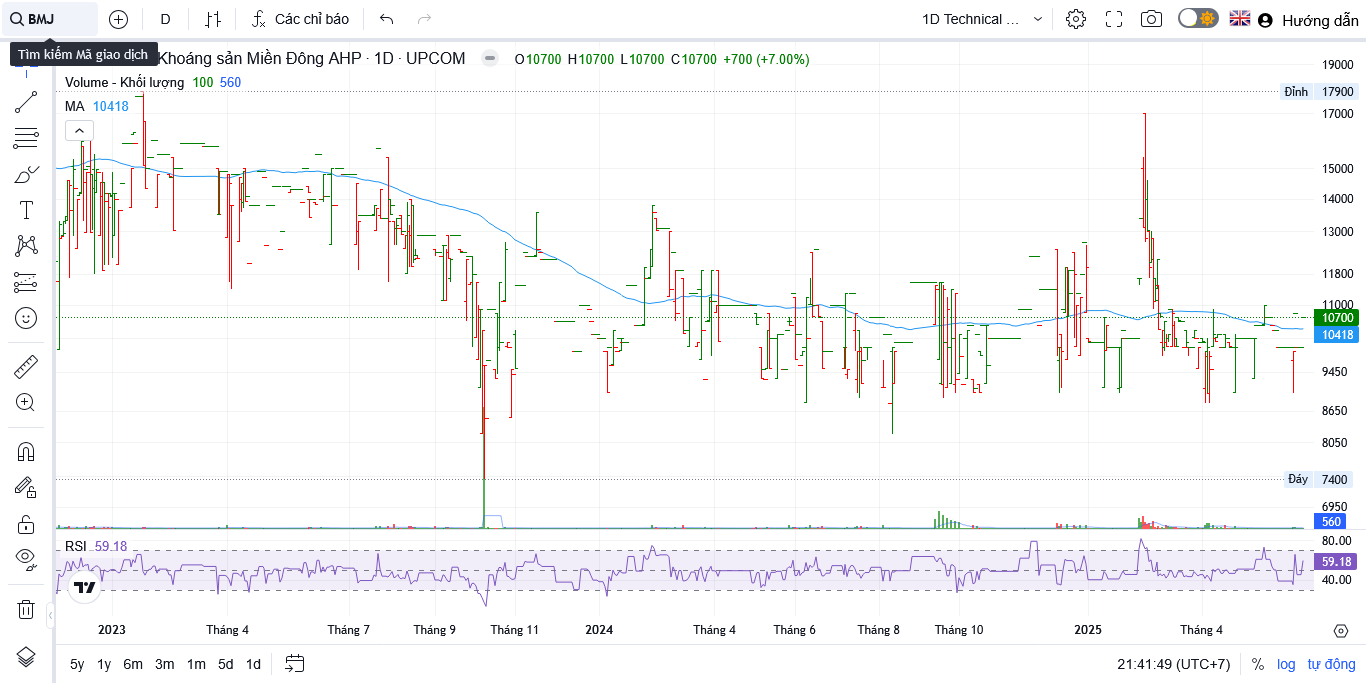 BMJ
D
Các chỉ báo
1D Technical ...
Hướng dẫn
Tìm kiếm Mã giao dịch
Khoáng sản Miền Đông AHP · 1D · UPCOM
O10700 H10700 L10700 C10700 +700 (+7.00%)
Volume - Khối lượng 100 560
MA 10418
19000
Đỉnh 17900
17000
15000
14000
13000
11800
11000
10700
10418
9450
8650
8050
Đáy 7400
6950
560
RSI 59.18
80.00
59.18
40.00
2023
Tháng 4
Tháng 7
Tháng 9
Tháng 11
2024
Tháng 4
Tháng 6
Tháng 8
Tháng 10
2025
Tháng 4
5y 1y 6m 3m 1m 5d 1d
21:41:49 (UTC+7)
% log tự động